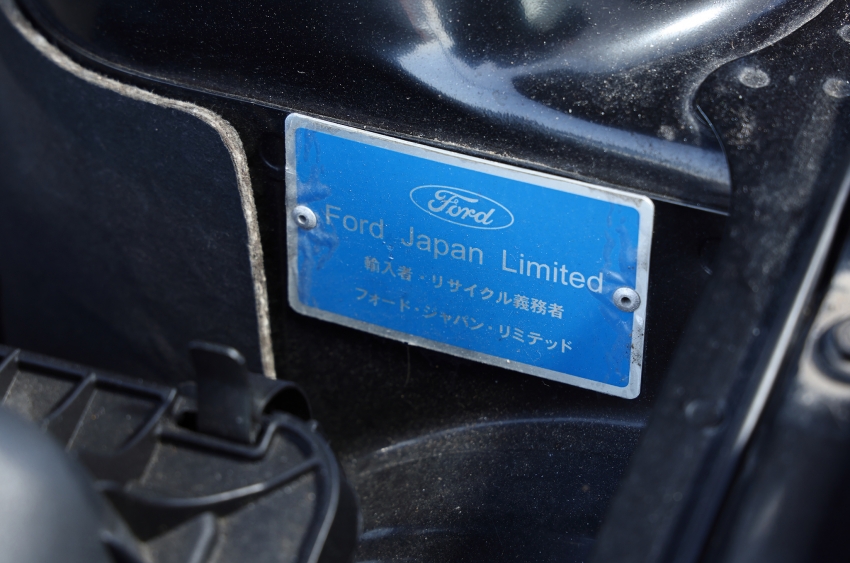 Ford
Ford Japan Limited
輸入者・リサイクル義務者
フォード・ジャパン・リミテッド